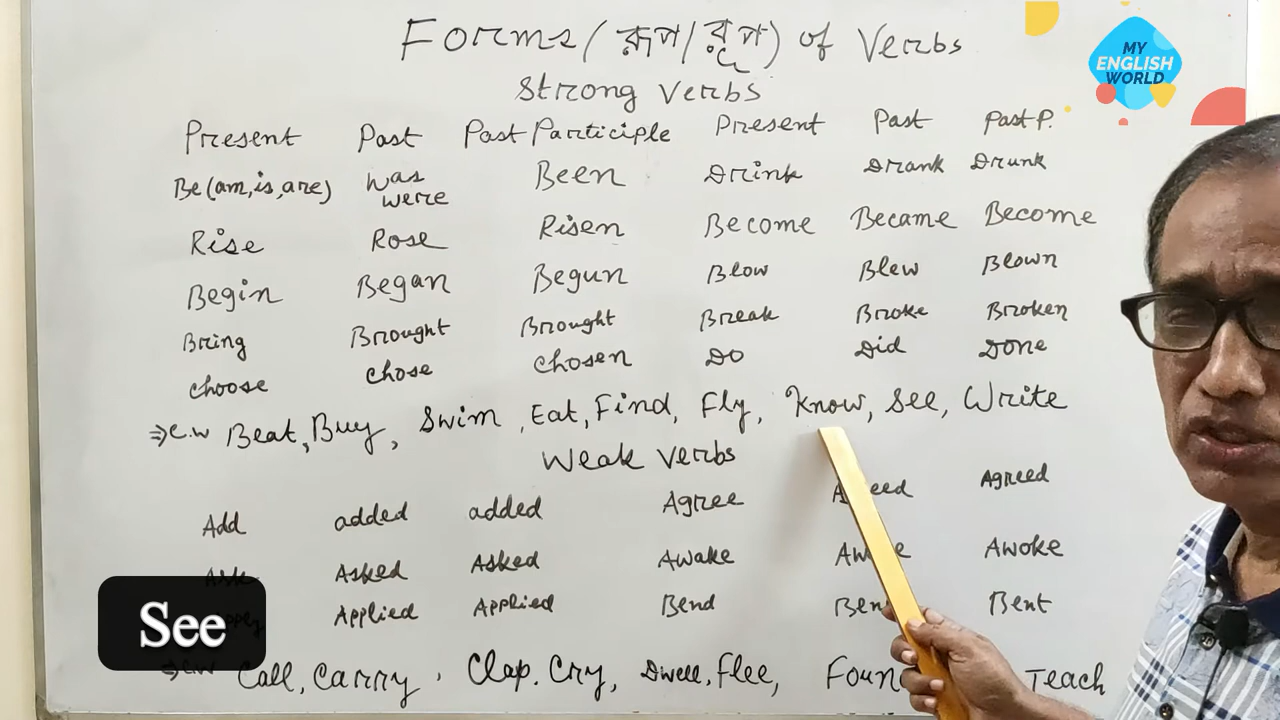 Forms (রূপ/রূপ) of Verbs
MY
ENGLISH
WORLD
Strong Verbs
Present Past Past Participle Present Past Past P.
Be (am, is, are) was were Been Drink Drank Drunk
Rise Rose Risen Become Became Become
Begin Began Begun Blow Blew Blown
Bring Brought Brought Break Broke Broken
Choose Chose Chosen Do Did Done
⇒ C.W Beat, Buy, Swim, Eat, Find, Fly, Know, See, Write
Weak Verbs
Add added added Agree Agreed
Asked Asked Awake Awoke
Applied Applied Bend Bent
See
Call, Carry, Clap, Cry, Dwell, Flee, Teach